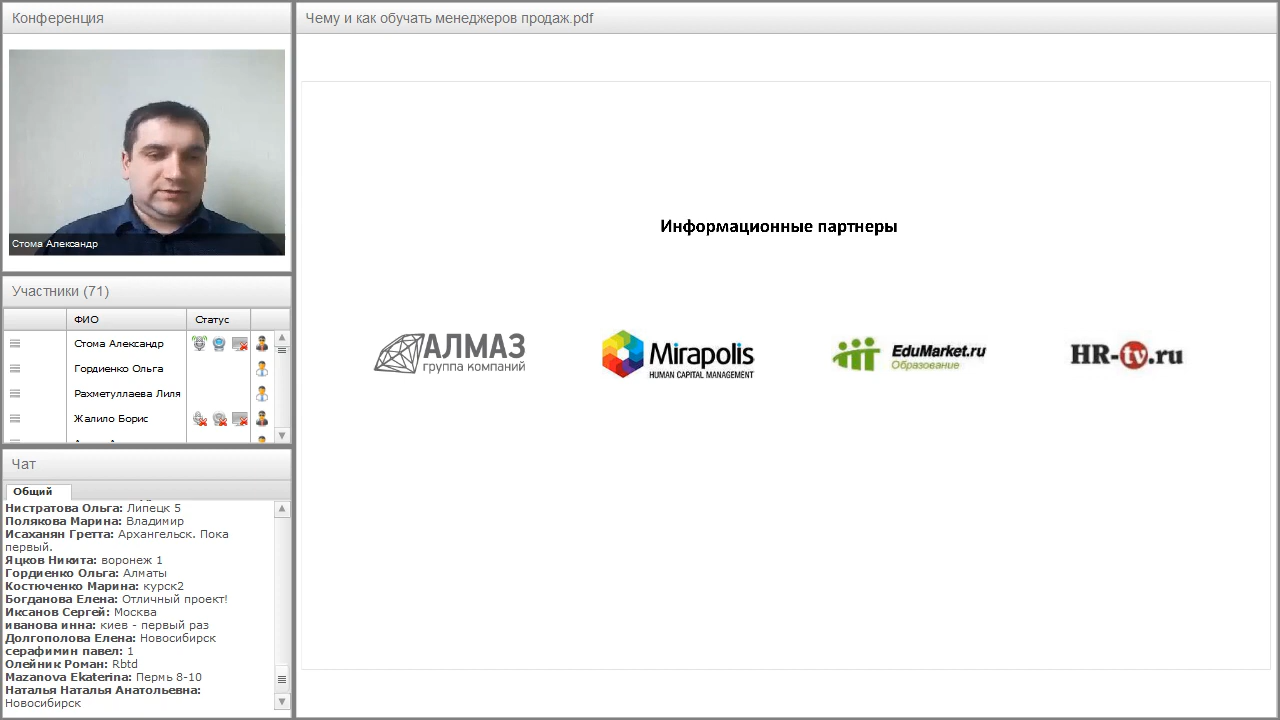 Конференция
Стома Александр
Участники (71)
ФИО Статус
Стома Александр
Гордиенко Ольга
Рахметуллаева Лиля
Жалило Борис
Чат
Общий
Нистратова Ольга: Липецк 5
Полякова Марина: Владимир
Исаханян Гретта: Архангельск. Пока
первый.
Яцков Никита: воронеж 1
Гордиенко Ольга: Алматы
Костюченко Марина: курск2
Богданова Елена: Отличный проект!
Иксанов Сергей: Москва
иванова инна: киев - первый раз
Долгополова Елена: Новосибирск
серафимин павел: 1
Олейник Роман: Rbtd
Mazanova Ekaterina: Пермь 8-10
Наталья Наталья Анатольевна:
Новосибирск
Чему и как обучать менеджеров продаж.pdf
Информационные партнеры
АЛМАЗ
группа компаний
Mirapolis
HUMAN CAPITAL MANAGEMENT
EduMarket.ru
Образование
HR-tv.ru